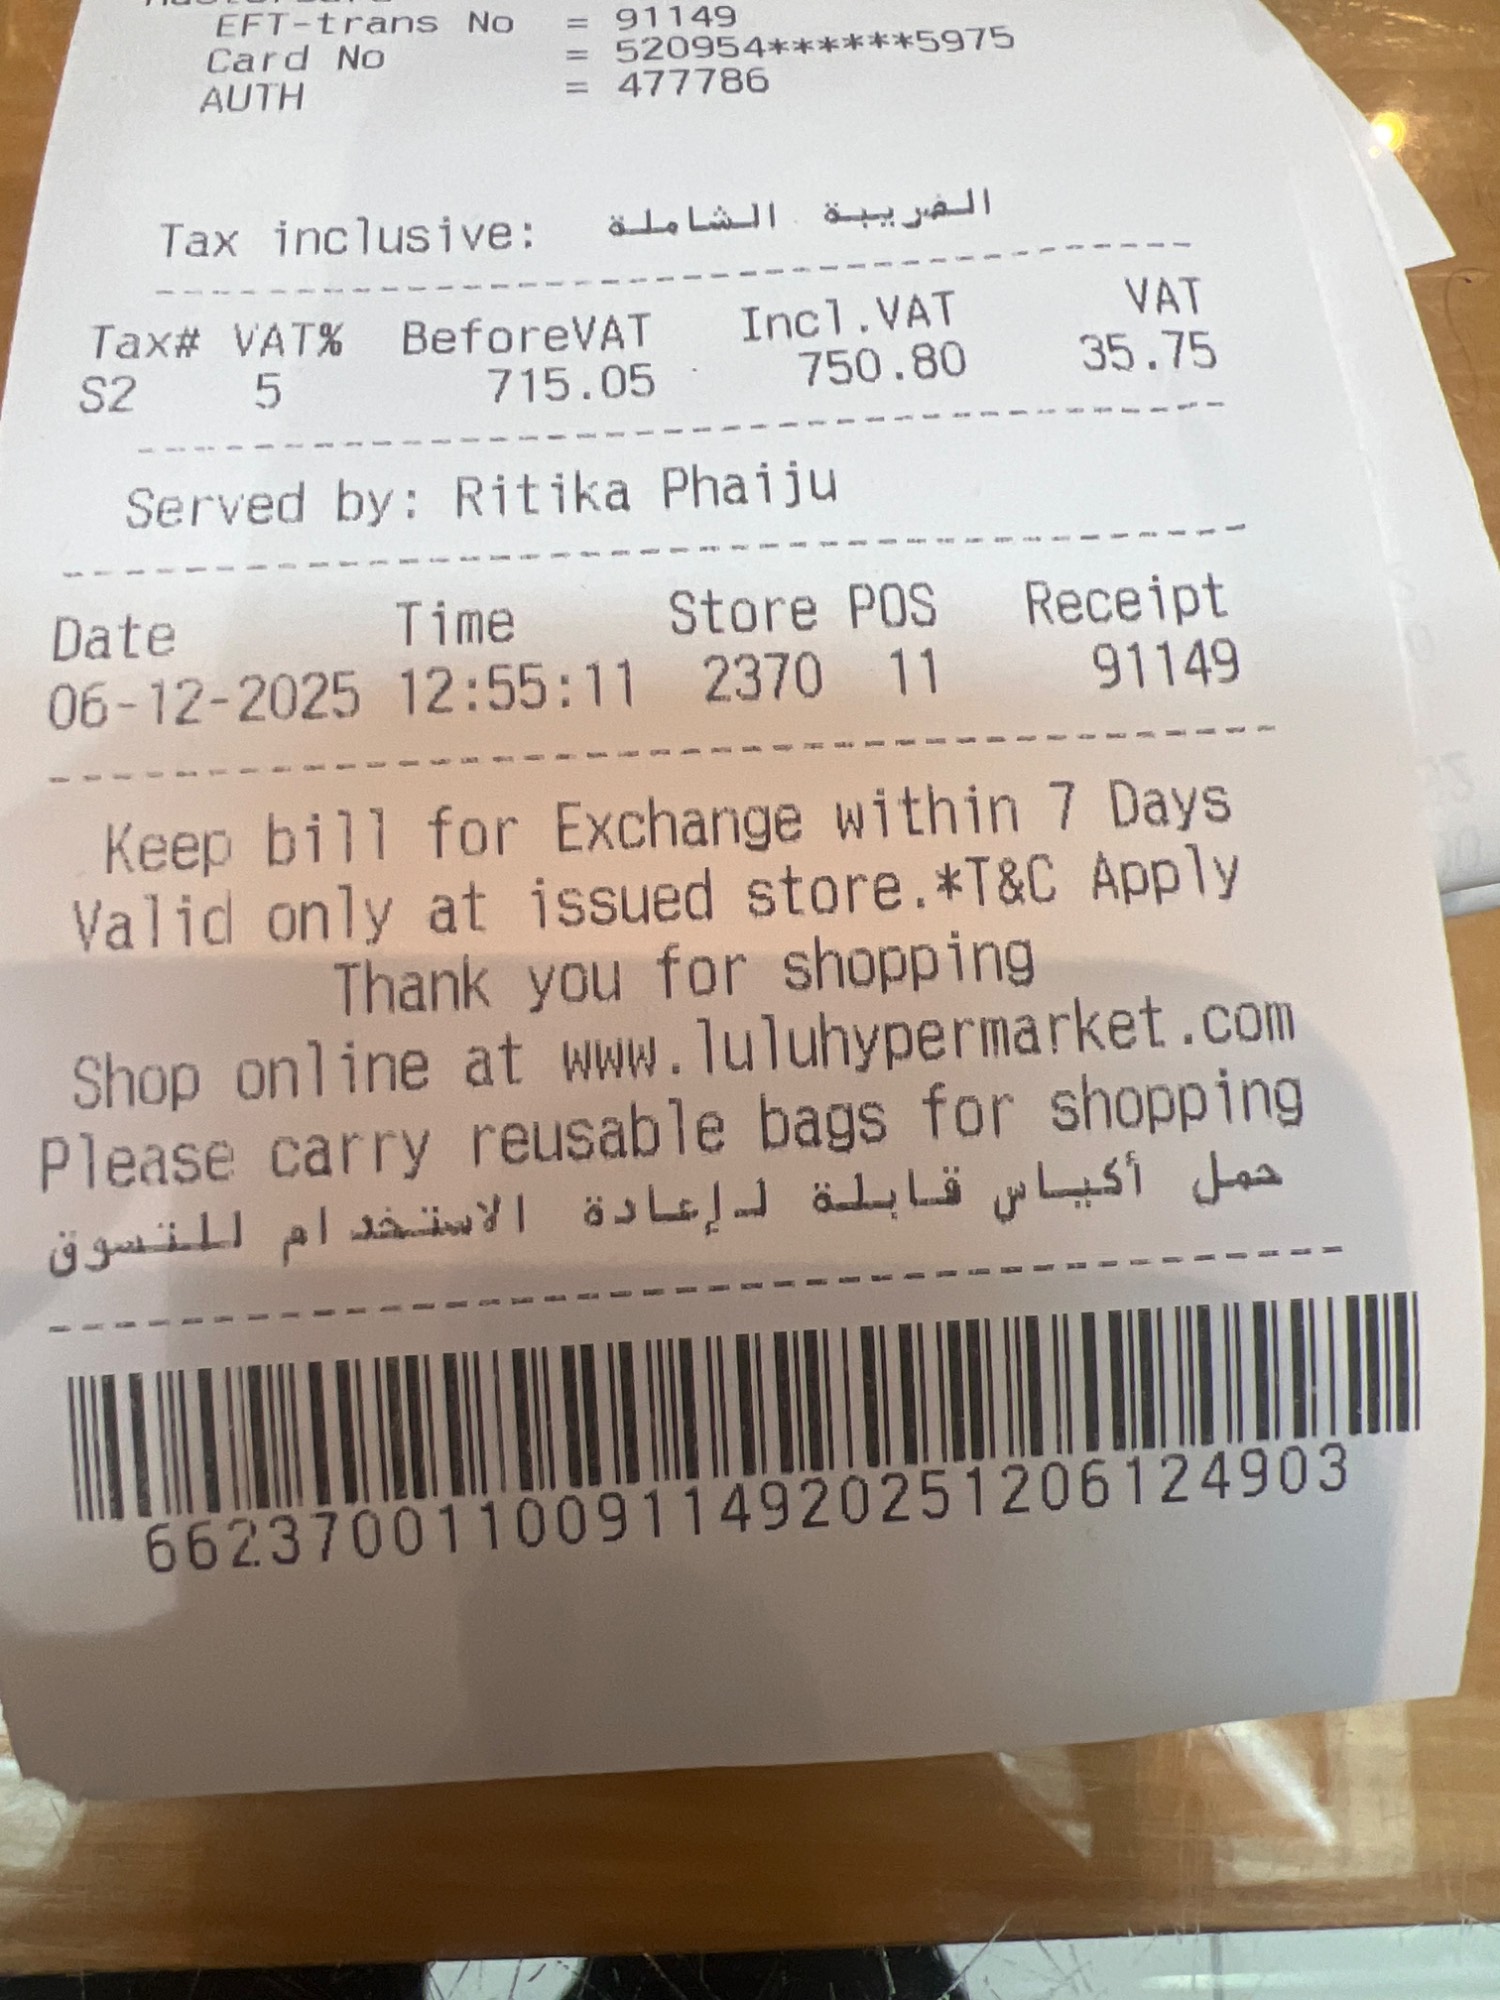 EFT-trans No = 91149
Card No = 520954******5975
AUTH = 477786
Tax inclusive: الضريبة الشاملة
Tax# VAT% BeforeVAT Incl.VAT VAT
S2 5 715.05 750.80 35.75
Served by: Ritika Phaiju
Date Time Store POS Receipt
06-12-2025 12:55:11 2370 11 91149
Keep bill for Exchange within 7 Days
Valid only at issued store.*T&C Apply
Thank you for shopping
Shop online at www.luluhypermarket.com
Please carry reusable bags for shopping
حمل أكياس قابلة لإعادة الاستخدام للتسوق
662370011009114920251206124903